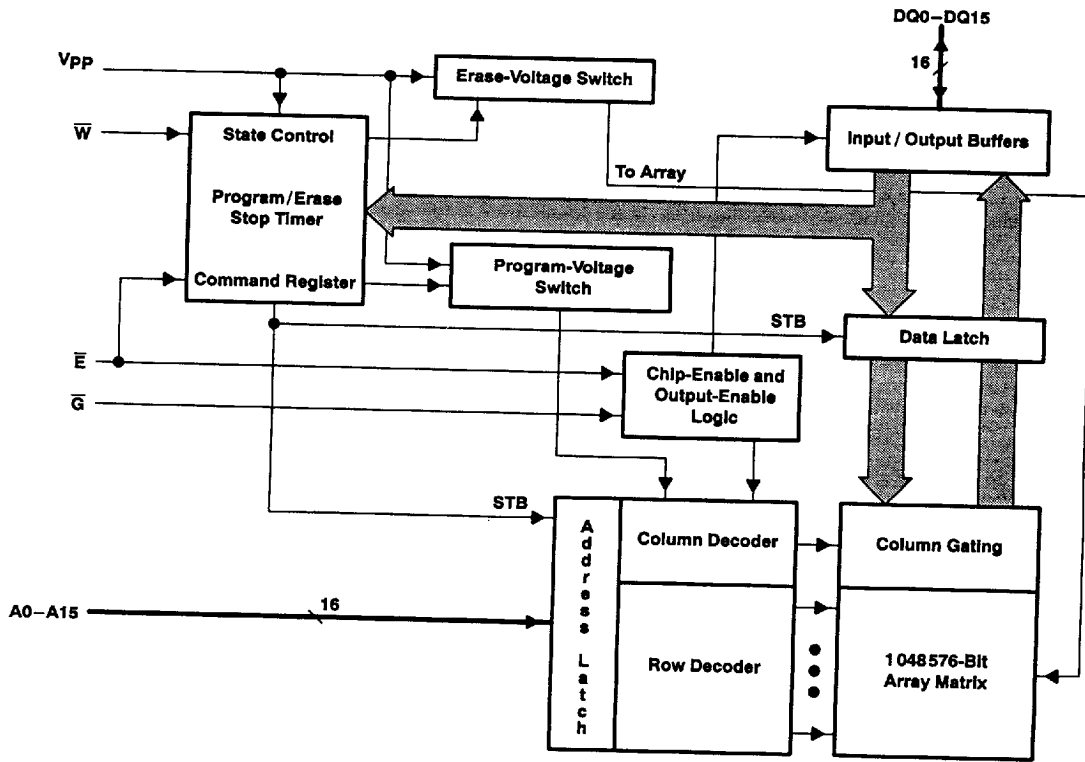 DQ0–DQ15
16
VPP
Erase-Voltage Switch
W
State Control
Input / Output Buffers
To Array
Program/Erase
Stop Timer
Program-Voltage
Switch
Command Register
STB
Data Latch
E
Chip-Enable and
Output-Enable
Logic
G
STB
Address Latch
Column Decoder
Column Gating
A0–A15
16
Row Decoder
1048576-Bit
Array Matrix